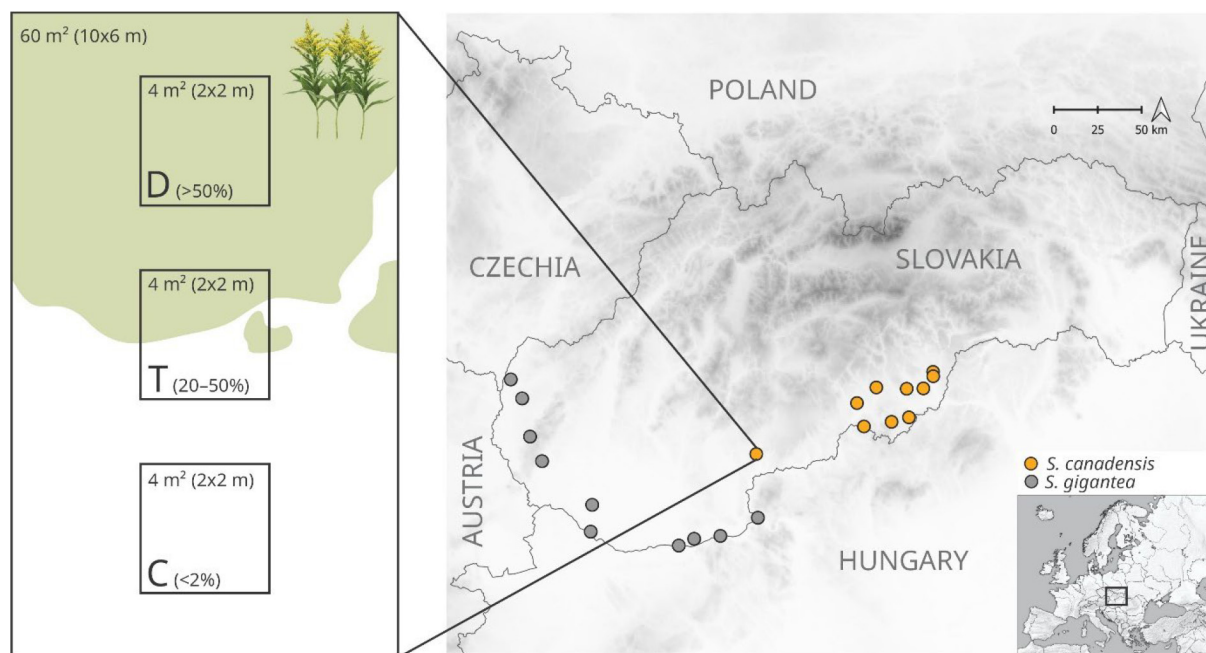 60 m² (10x6 m)
4 m² (2x2 m)
D (>50%)
4 m² (2x2 m)
T (20–50%)
4 m² (2x2 m)
C (<2%)
POLAND
0 25 50 km
CZECHIA
SLOVAKIA
UKRAINE
AUSTRIA
HUNGARY
S. canadensis
S. gigantea